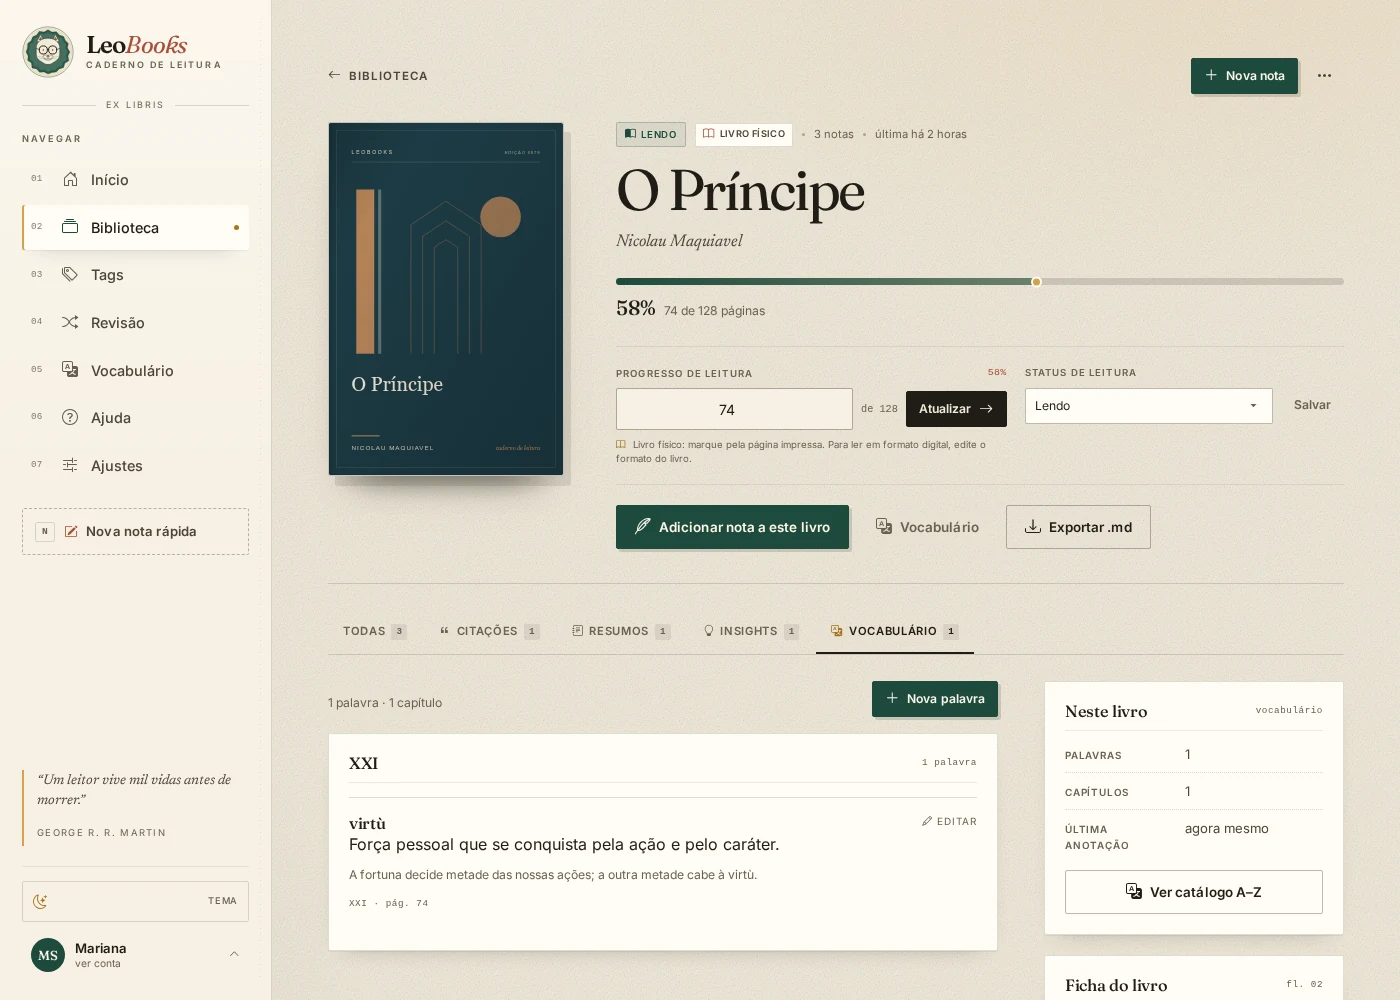 LeoBooks
CADERNO DE LEITURA
EX LIBRIS
NAVEGAR
01 Início
02 Biblioteca
03 Tags
04 Revisão
05 Vocabulário
06 Ajuda
07 Ajustes
N Nova nota rápida
“Um leitor vive mil vidas antes de
morrer.”
GEORGE R. R. MARTIN
TEMA
MS Mariana
ver conta
← BIBLIOTECA
+ Nova nota ···
LEOBOOKS
O Príncipe
NICOLAU MAQUIAVEL caderno de leitura
LENDO LIVRO FÍSICO • 3 notas • última há 2 horas
O Príncipe
Nicolau Maquiavel
58% 74 de 128 páginas
PROGRESSO DE LEITURA 58%
74 de 128 Atualizar →
Livro físico: marque pela página impressa. Para ler em formato digital, edite o
formato do livro.
STATUS DE LEITURA
Lendo Salvar
Adicionar nota a este livro Vocabulário Exportar .md
TODAS 3 CITAÇÕES 1 RESUMOS 1 INSIGHTS 1 VOCABULÁRIO 1
1 palavra · 1 capítulo + Nova palavra
XXI 1 palavra
virtù EDITAR
Força pessoal que se conquista pela ação e pelo caráter.
A fortuna decide metade das nossas ações; a outra metade cabe à virtù.
XXI · pág. 74
Neste livro vocabulário
PALAVRAS 1
CAPÍTULOS 1
ÚLTIMA
ANOTAÇÃO agora mesmo
Ver catálogo A–Z
Ficha do livro fl. 02